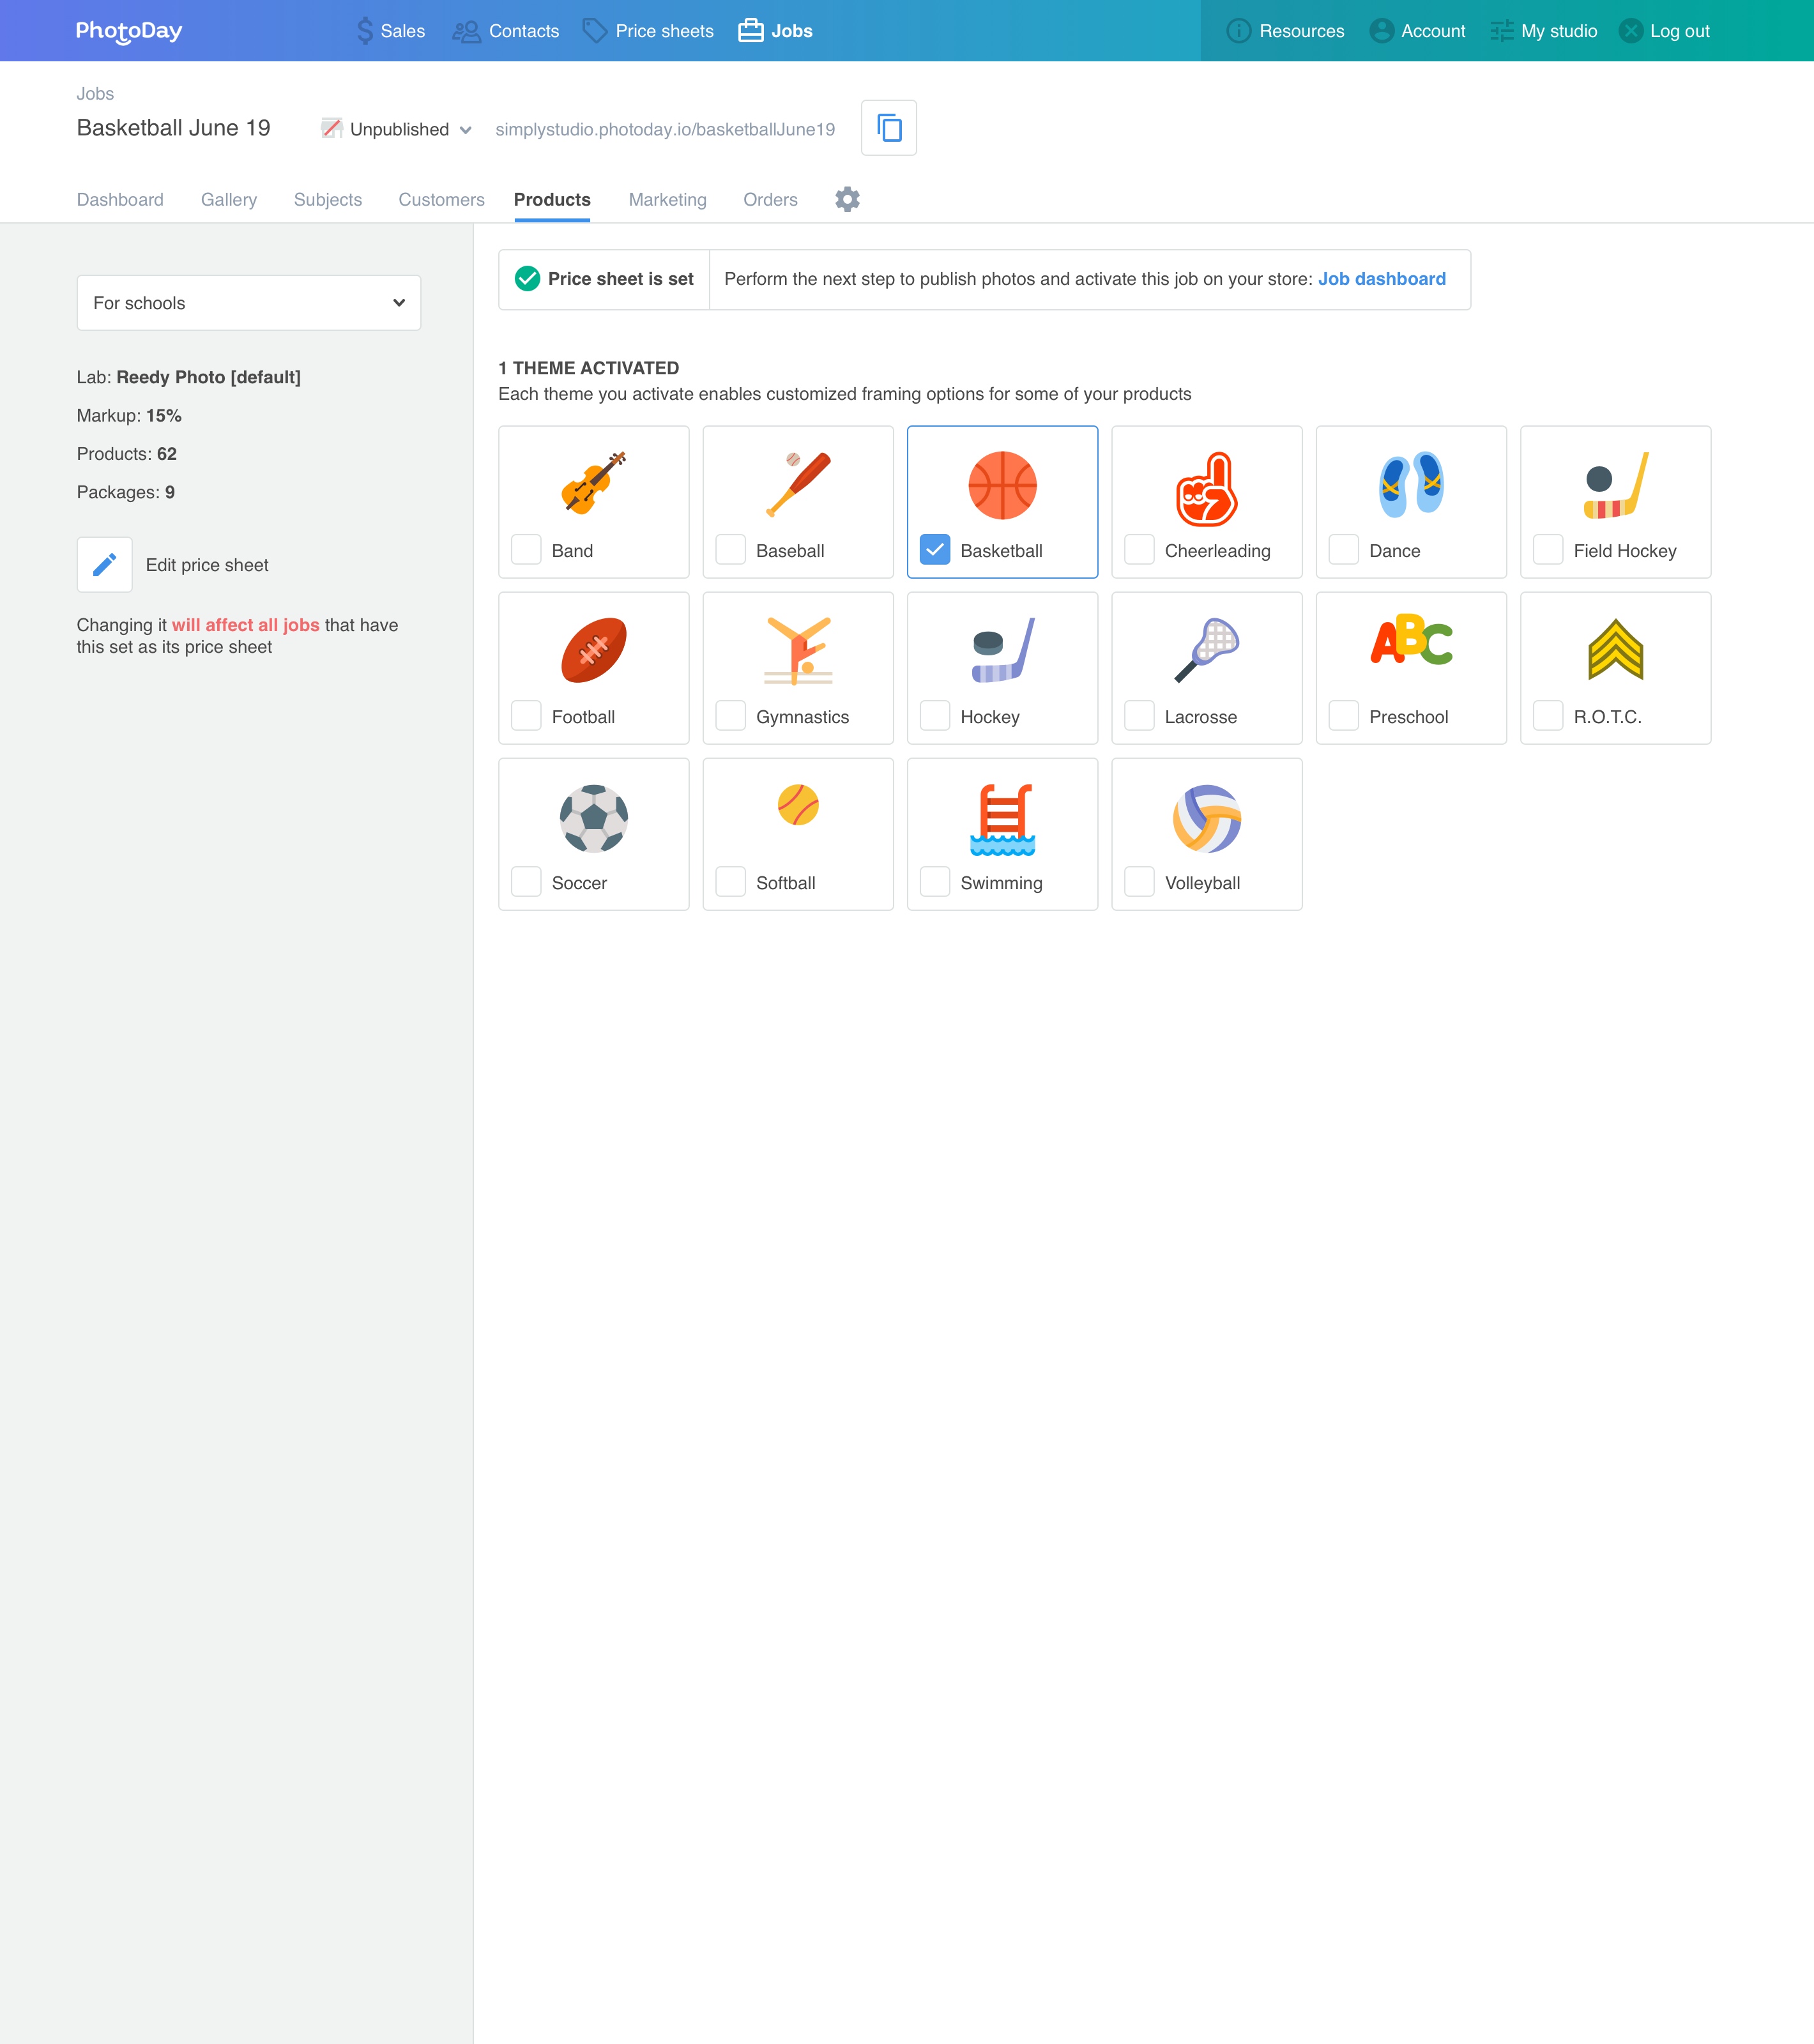 PhotoDay
Sales
Contacts
Price sheets
Jobs
Resources
Account
My studio
Log out
Jobs
Basketball June 19
Unpublished
simplystudio.photoday.io/basketballJune19
Dashboard
Gallery
Subjects
Customers
Products
Marketing
Orders
For schools
Lab: Reedy Photo [default]
Markup: 15%
Products: 62
Packages: 9
Edit price sheet
Changing it will affect all jobs that have
this set as its price sheet
Price sheet is set
Perform the next step to publish photos and activate this job on your store: Job dashboard
1 THEME ACTIVATED
Each theme you activate enables customized framing options for some of your products
Band
Baseball
Basketball
Cheerleading
Dance
Field Hockey
Football
Gymnastics
Hockey
Lacrosse
ABC
Preschool
R.O.T.C.
Soccer
Softball
Swimming
Volleyball